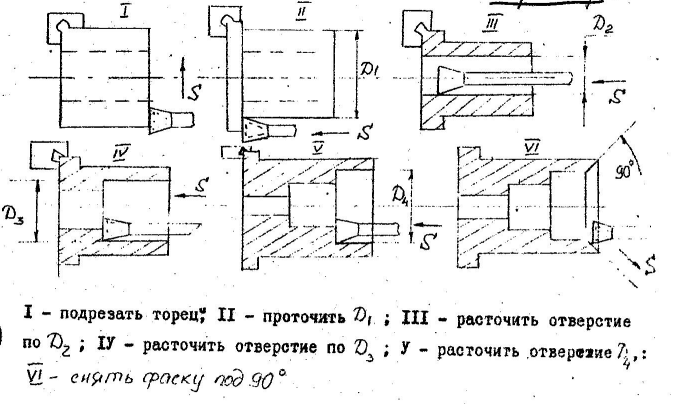 I II III D₂
D₁ S
S S
IV V VI
S 90°
D₃ D₄
S S
I – подрезать торец; II – проточить D₁ ; III – расточить отверстие
по D₂ ; IУ – расточить отверстие по D₃ ; У – расточить отверстие D₄,:
VI – снять фаску под 90°